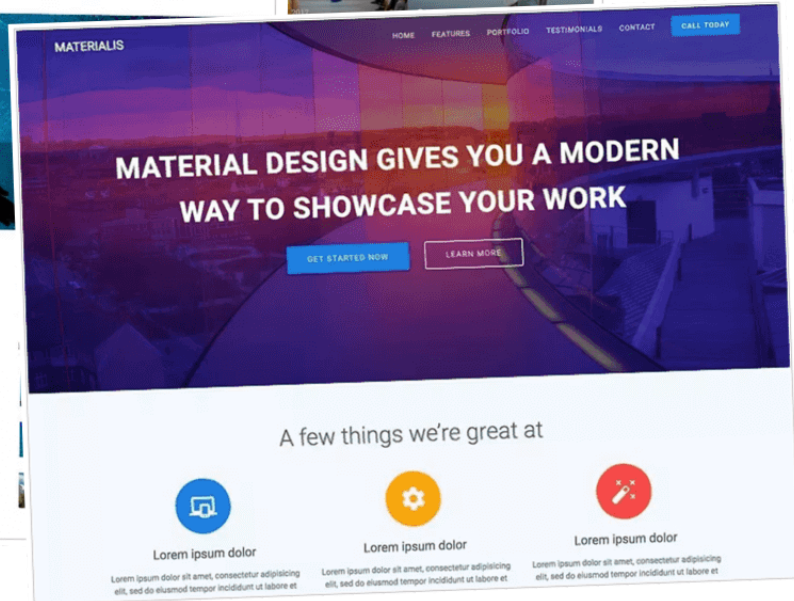 MATERIALIS
HOME FEATURES PORTFOLIO TESTIMONIALS CONTACT CALL TODAY
MATERIAL DESIGN GIVES YOU A MODERN
WAY TO SHOWCASE YOUR WORK
GET STARTED NOW LEARN MORE
A few things we're great at
Lorem ipsum dolor Lorem ipsum dolor Lorem ipsum dolor
Lorem ipsum dolor sit amet, consectetur adipisicing Lorem ipsum dolor sit amet, consectetur adipisicing Lorem ipsum dolor sit amet, consectetur adipisicing
elit, sed do eiusmod tempor incididunt ut labore et elit, sed do eiusmod tempor incididunt ut labore et elit, sed do eiusmod tempor incididunt ut labore et